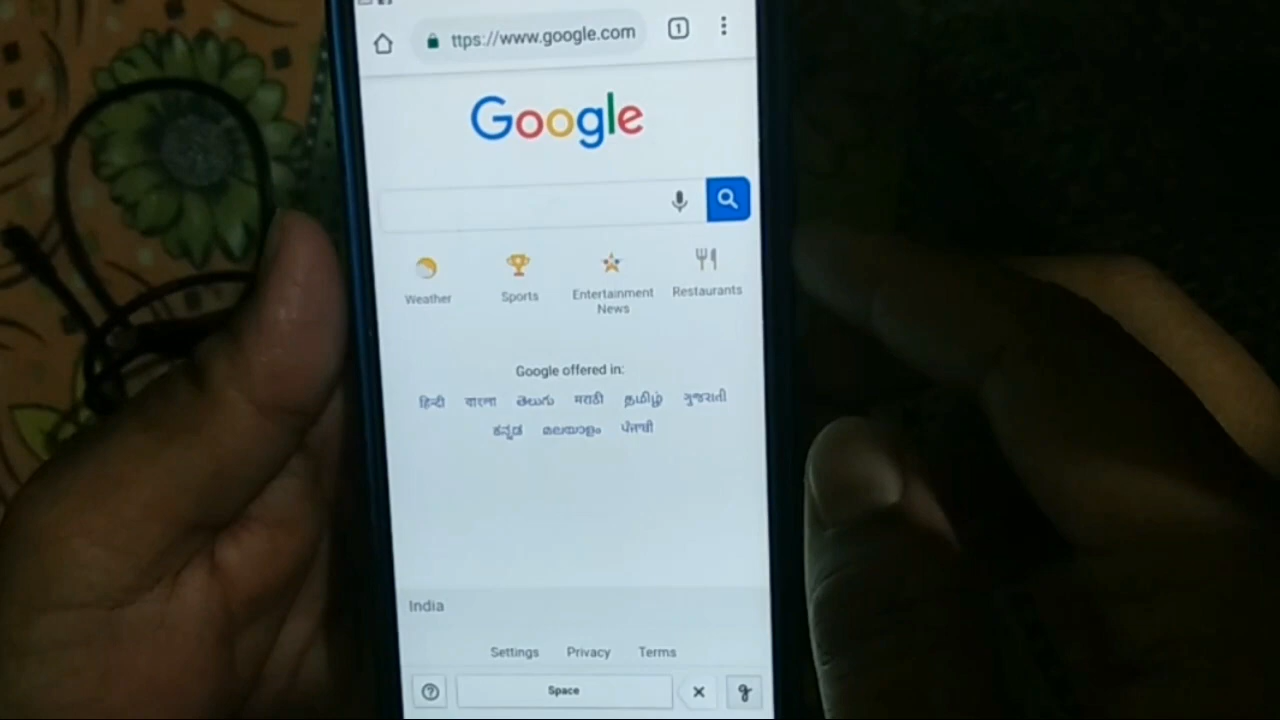 ttps://www.google.com
1
Google
Weather Sports Entertainment News Restaurants
Google offered in:
हिन्दी বাংলা తెలుగు मराठी தமிழ் ગુજરાતી
ಕನ್ನಡ മലയാളം ਪੰਜਾਬੀ
India
Settings Privacy Terms
Space